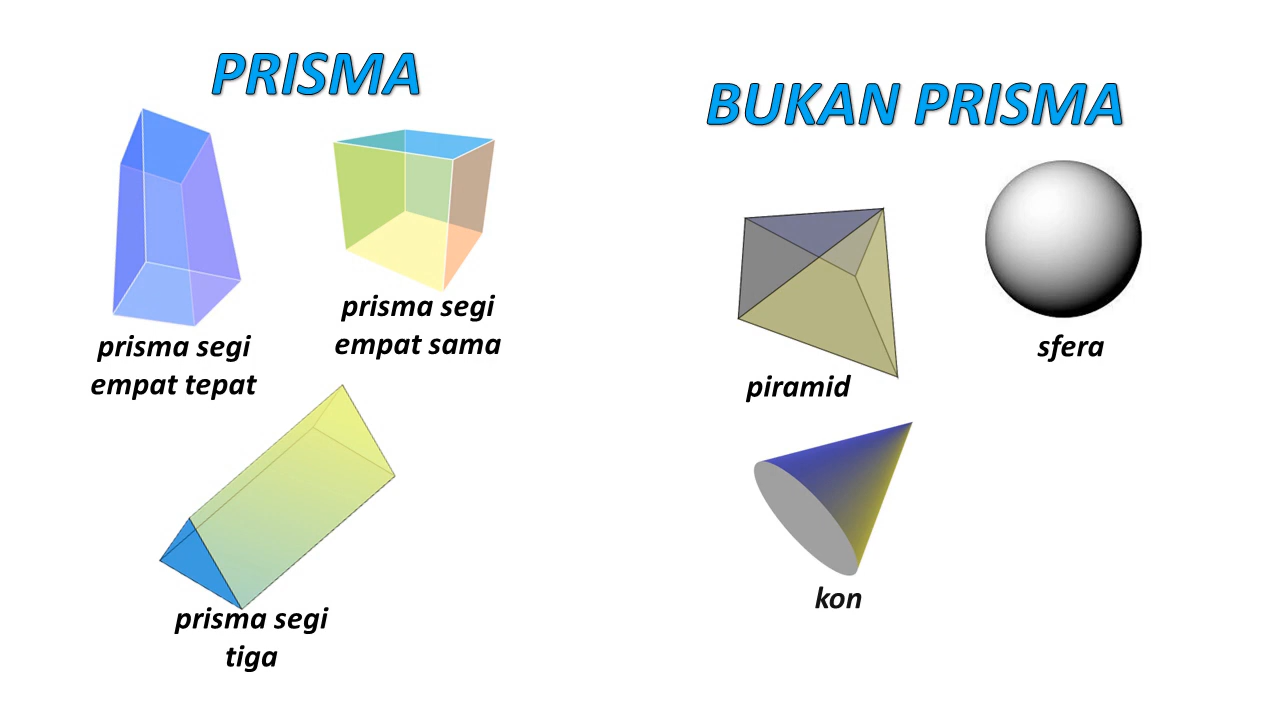 PRISMA
prisma segi
empat tepat
prisma segi
empat sama
prisma segi
tiga
BUKAN PRISMA
piramid
sfera
kon